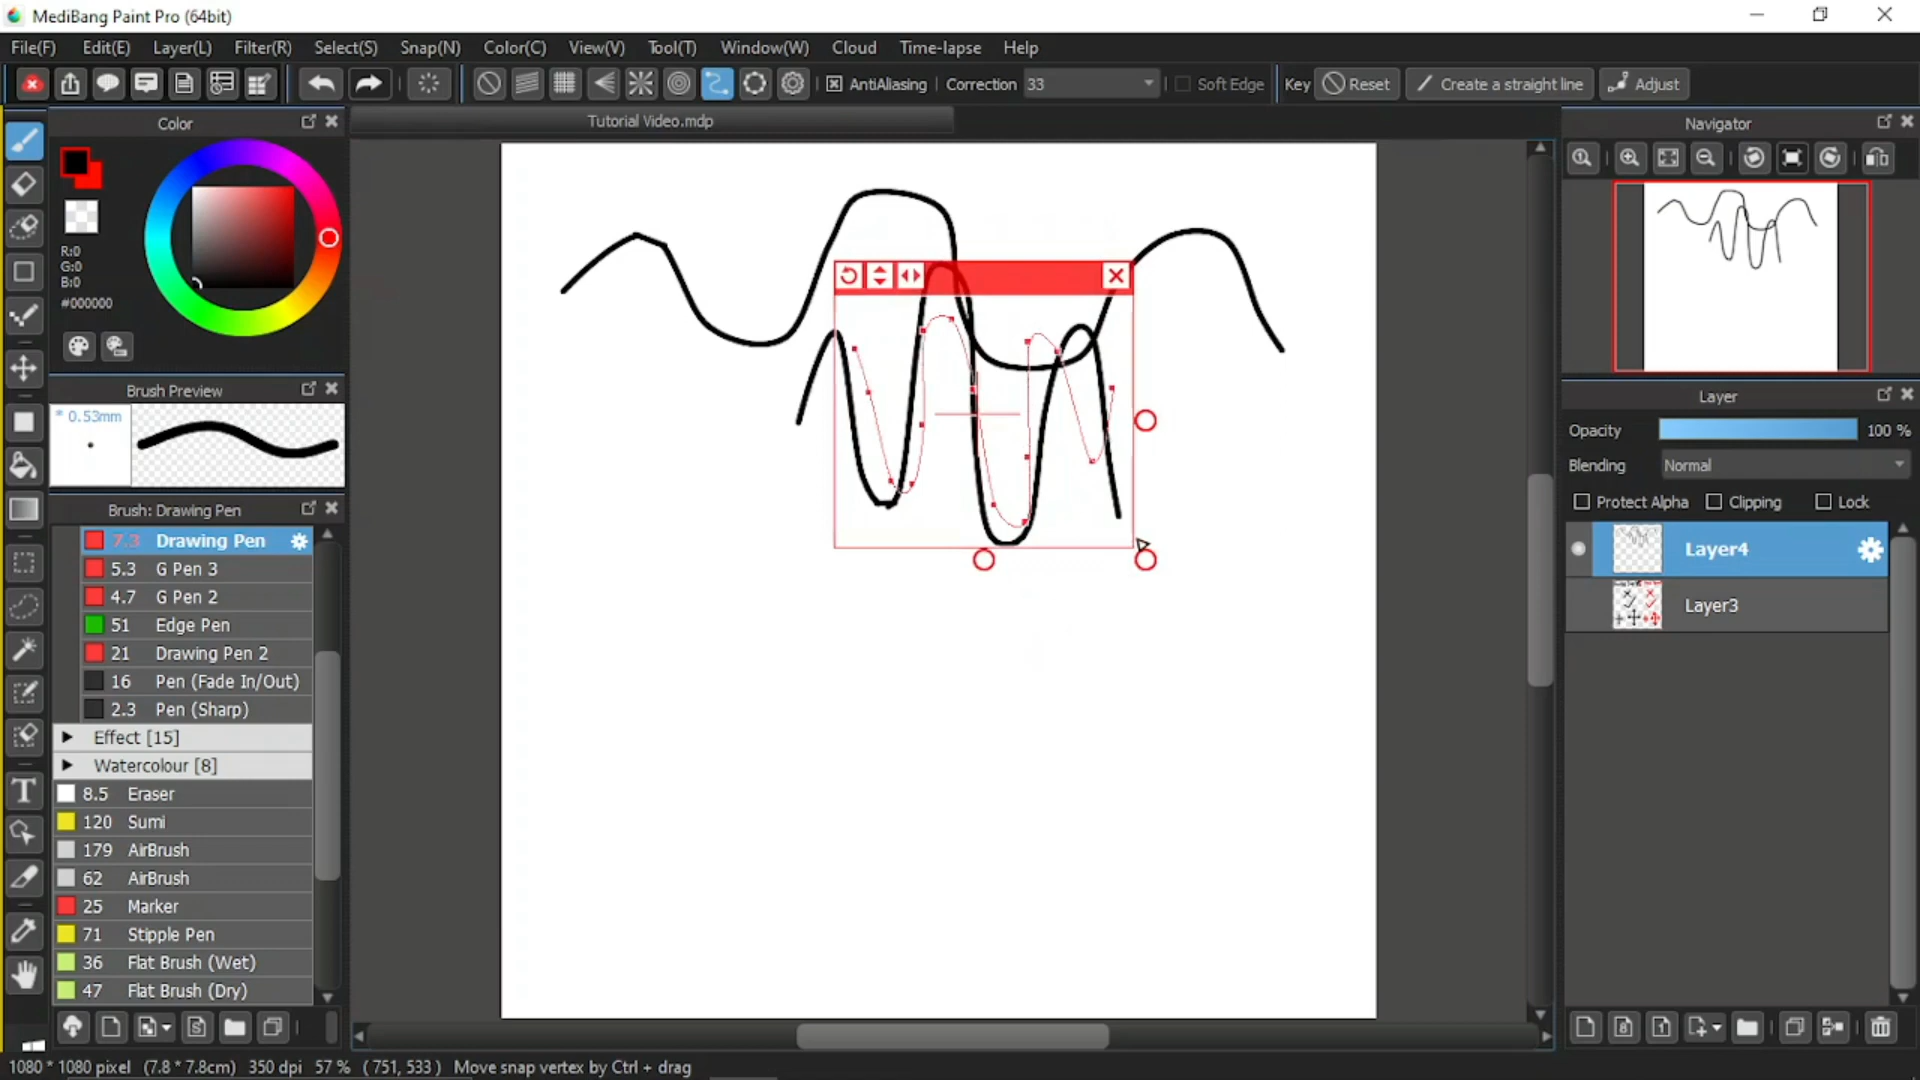 MediBang Paint Pro (64bit)
File(F) Edit(E) Layer(L) Filter(R) Select(S) Snap(N) Color(C) View(V) Tool(T) Window(W) Cloud Time-lapse Help
AntiAliasing Correction 33 Soft Edge Key Reset Create a straight line Adjust
Color
Tutorial Video.mdp
Navigator
R:0
G:0
B:0
#000000
Brush Preview
* 0.53mm
Layer
Opacity 100 %
Blending Normal
Protect Alpha Clipping Lock
Layer4
Layer3
Brush: Drawing Pen
7.3 Drawing Pen
5.3 G Pen 3
4.7 G Pen 2
51 Edge Pen
21 Drawing Pen 2
16 Pen (Fade In/Out)
2.3 Pen (Sharp)
Effect [15]
Watercolour [8]
8.5 Eraser
120 Sumi
179 AirBrush
62 AirBrush
25 Marker
71 Stipple Pen
36 Flat Brush (Wet)
47 Flat Brush (Dry)
1080 * 1080 pixel (7.8 * 7.8cm) 350 dpi 57 % ( 751, 533 ) Move snap vertex by Ctrl + drag